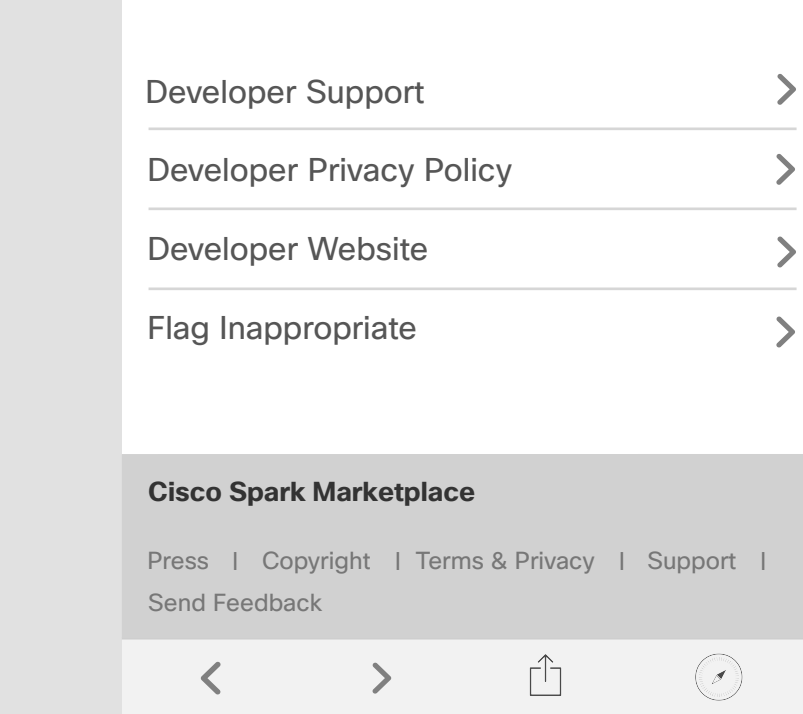 Developer Support
Developer Privacy Policy
Developer Website
Flag Inappropriate
Cisco Spark Marketplace
Press | Copyright | Terms & Privacy | Support |
Send Feedback